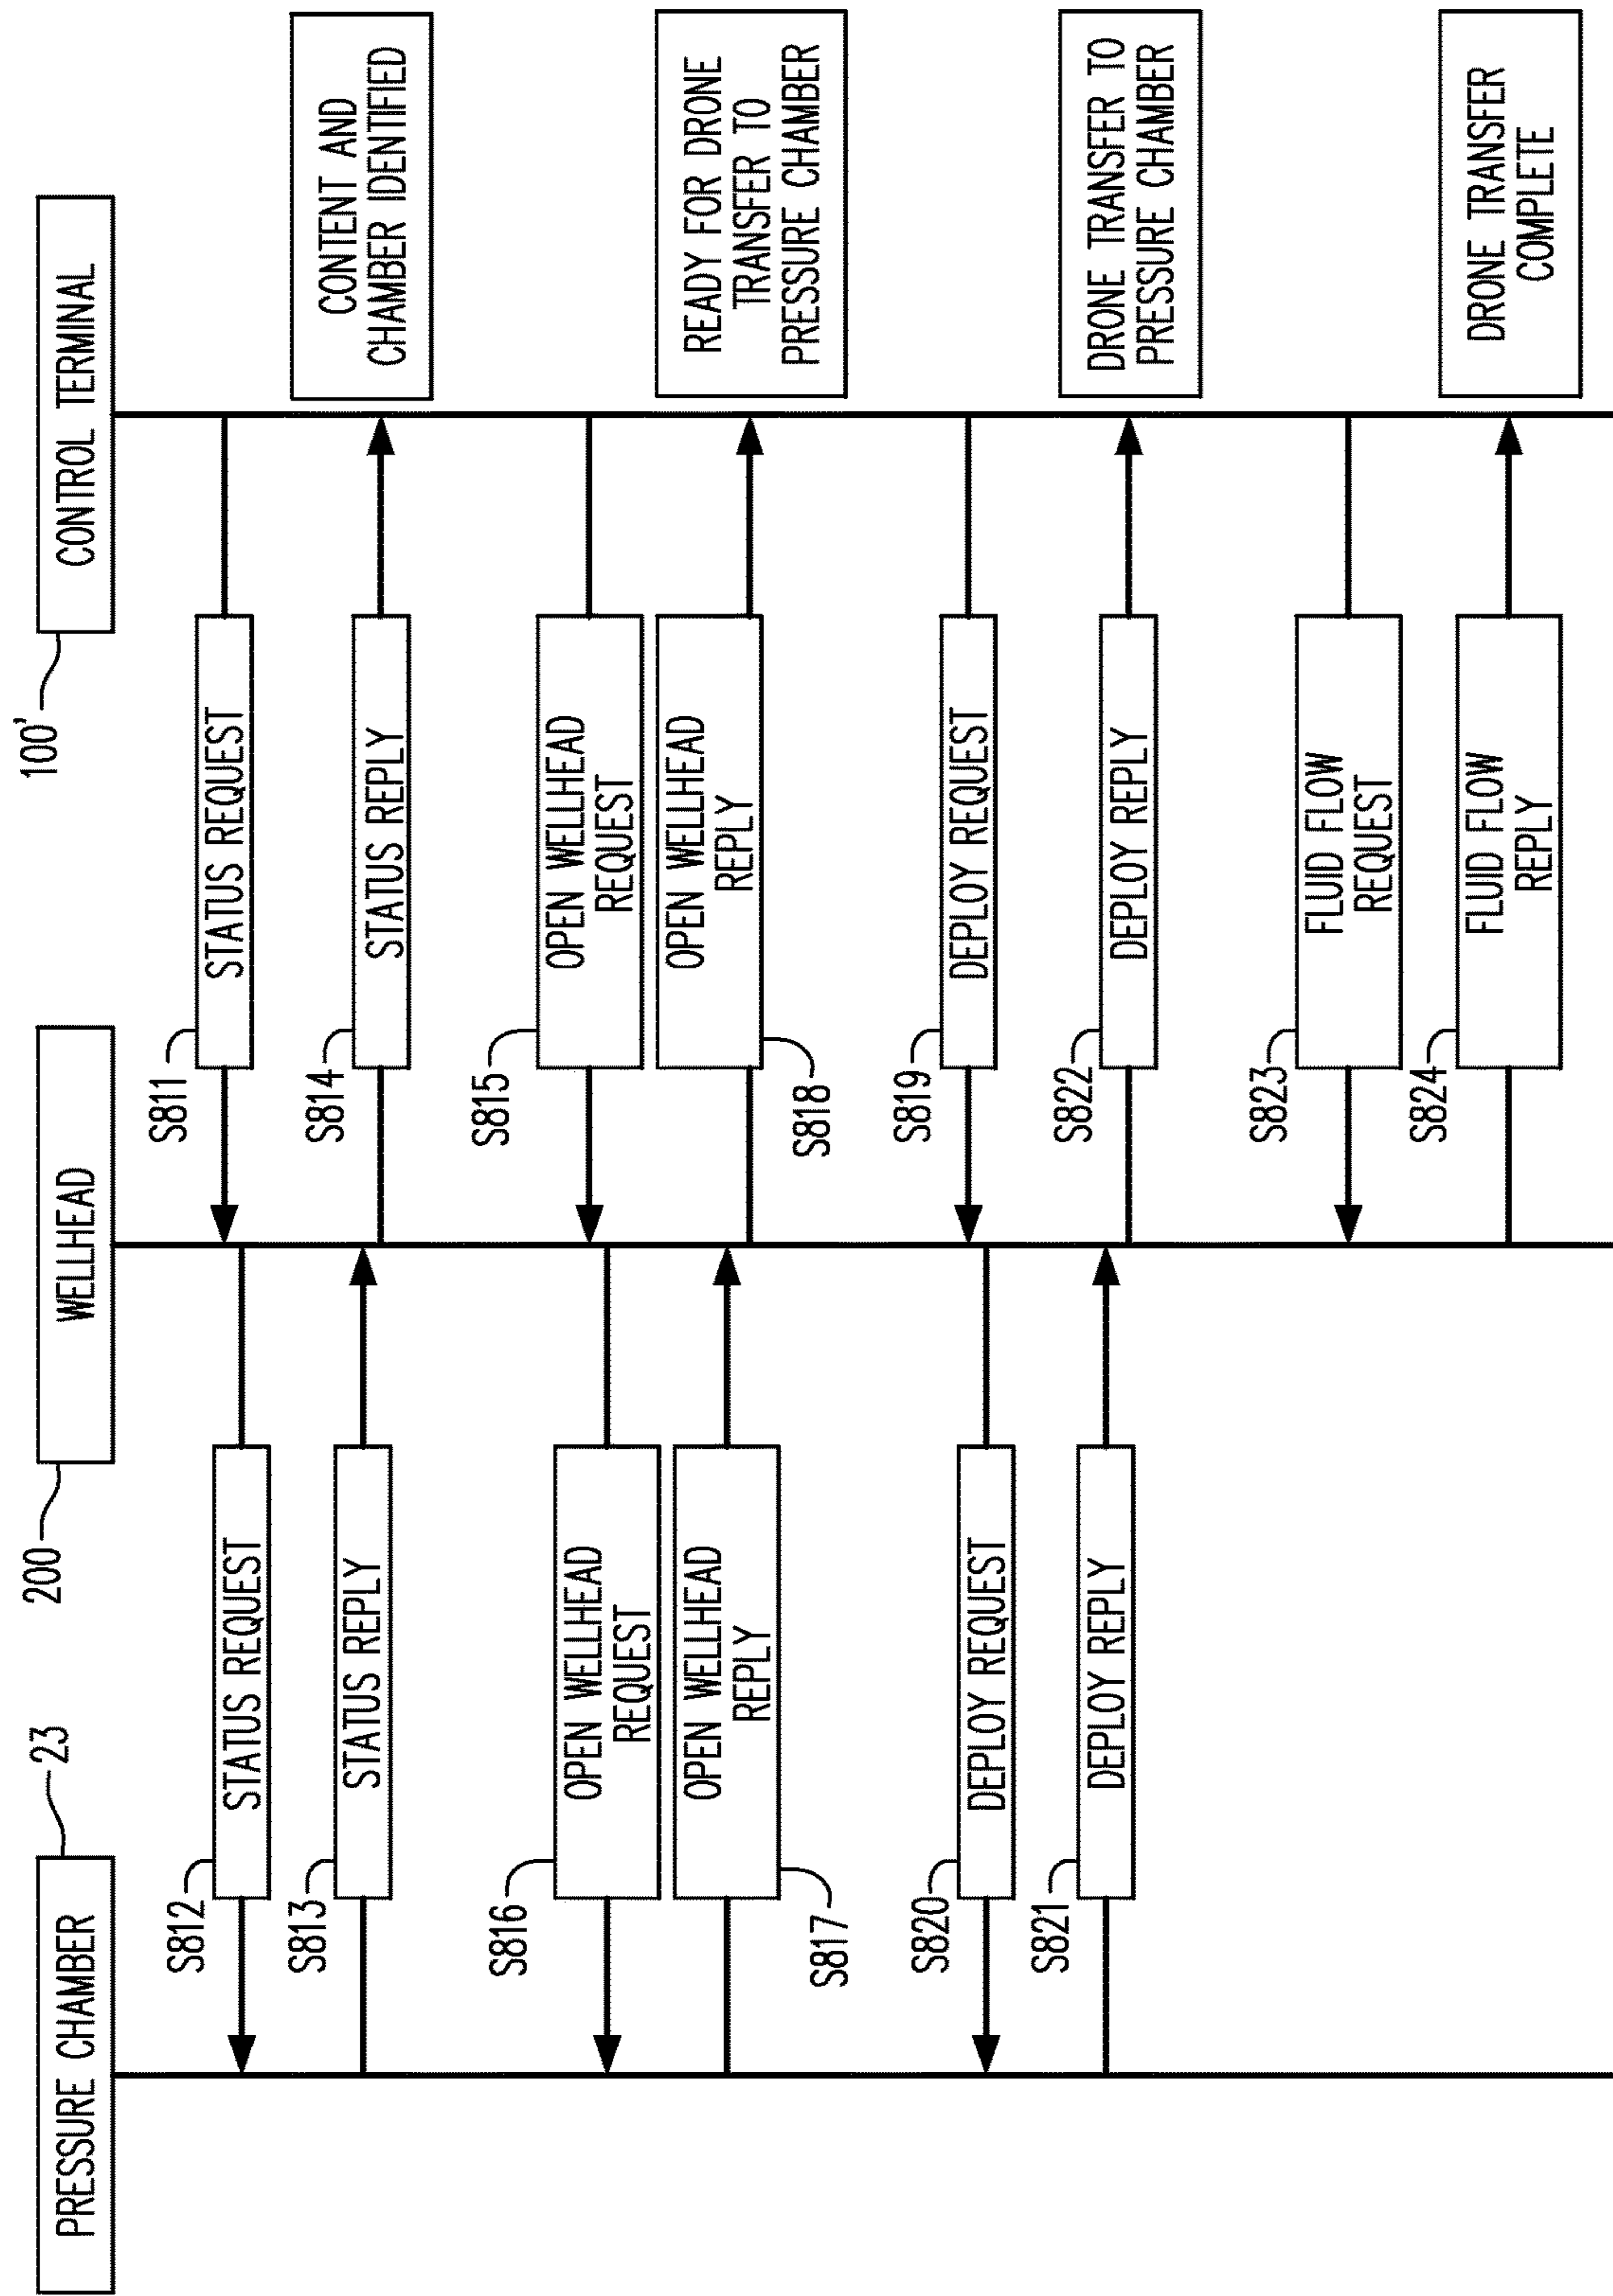 PRESSURE CHAMBER
23
WELLHEAD
200
CONTROL TERMINAL
100'
S811
STATUS REQUEST
S812
STATUS REQUEST
S813
STATUS REPLY
S814
STATUS REPLY
CONTENT AND
CHAMBER IDENTIFIED
S815
OPEN WELLHEAD
REQUEST
S816
OPEN WELLHEAD
REQUEST
OPEN WELLHEAD
REPLY
S817
OPEN WELLHEAD
REPLY
S818
READY FOR DRONE
TRANSFER TO
PRESSURE CHAMBER
S819
DEPLOY REQUEST
S820
DEPLOY REQUEST
S821
DEPLOY REPLY
S822
DEPLOY REPLY
DRONE TRANSFER TO
PRESSURE CHAMBER
S823
FLUID FLOW
REQUEST
S824
FLUID FLOW
REPLY
DRONE TRANSFER
COMPLETE